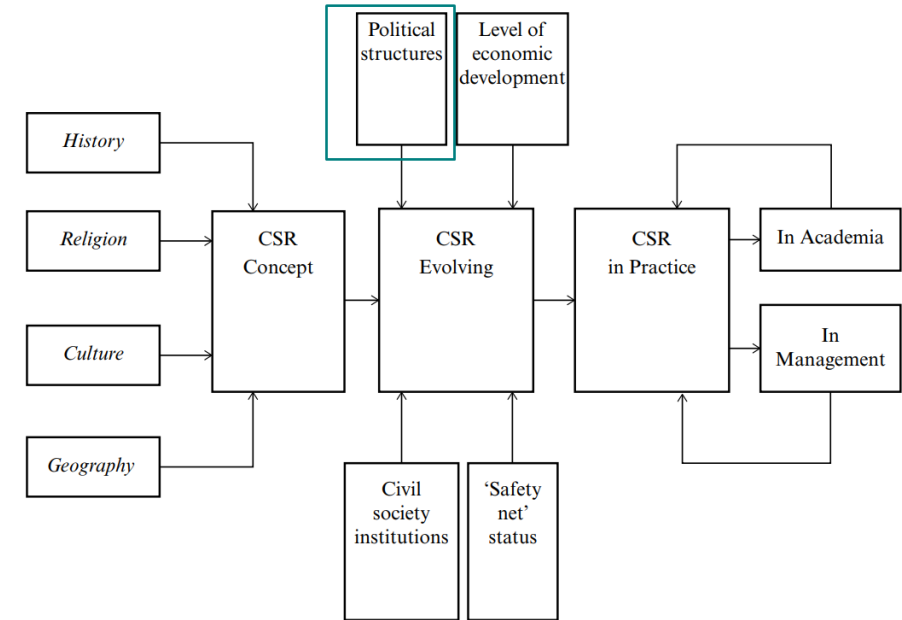 Political
structures
Level of
economic
development
History
Religion
Culture
Geography
CSR
Concept
CSR
Evolving
CSR
in Practice
In Academia
In
Management
Civil
society
institutions
‘Safety
net’
status